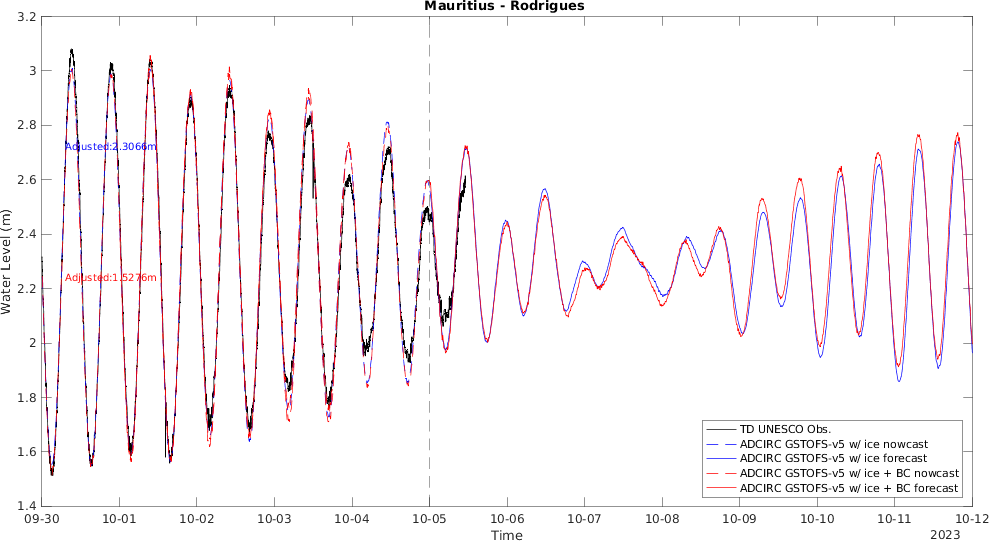 Mauritius - Rodrigues
3.2
3
2.8
2.6
2.4
2.2
2
1.8
1.6
1.4
Water Level (m)
Adjusted:2.3066m
Adjusted:1.5276m
TD UNESCO Obs.
ADCIRC GSTOFS-v5 w/ ice nowcast
ADCIRC GSTOFS-v5 w/ ice forecast
ADCIRC GSTOFS-v5 w/ ice + BC nowcast
ADCIRC GSTOFS-v5 w/ ice + BC forecast
09-30 10-01 10-02 10-03 10-04 10-05 10-06 10-07 10-08 10-09 10-10 10-11 10-12
Time
2023